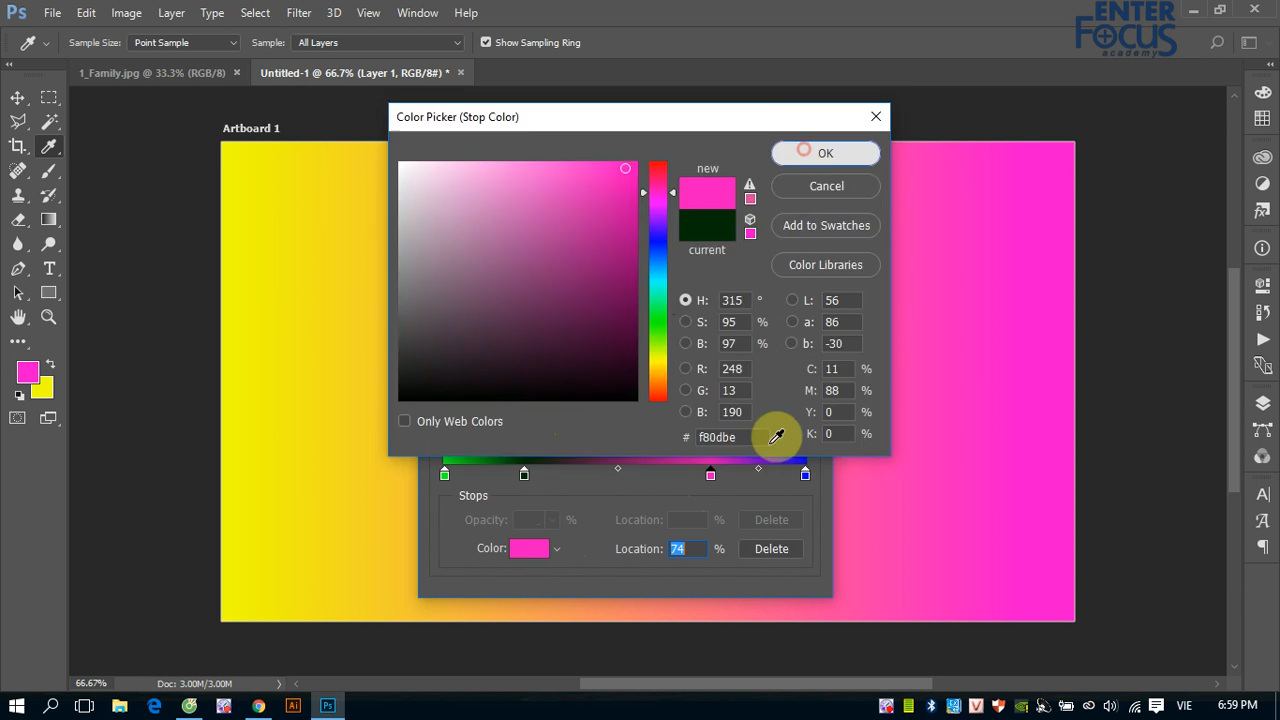 Ps File Edit Image Layer Type Select Filter 3D View Window Help
ENTER
FOCUS
academy
Sample Size: Point Sample Sample: All Layers Show Sampling Ring
1_Family.jpg @ 33.3% (RGB/8) × Untitled-1 @ 66.7% (Layer 1, RGB/8#) * ×
Artboard 1
Color Picker (Stop Color)
OK
new
Cancel
Add to Swatches
current
Color Libraries
H: 315 ° L: 56
S: 95 % a: 86
B: 97 % b: -30
R: 248 C: 11 %
G: 13 M: 88 %
B: 190 Y: 0 %
# f80dbe K: 0 %
Only Web Colors
Stops
Opacity: % Location: % Delete
Color: Location: 74 % Delete
66.67% Doc: 3.00M/3.00M
Ai Ps VIE 6:59 PM